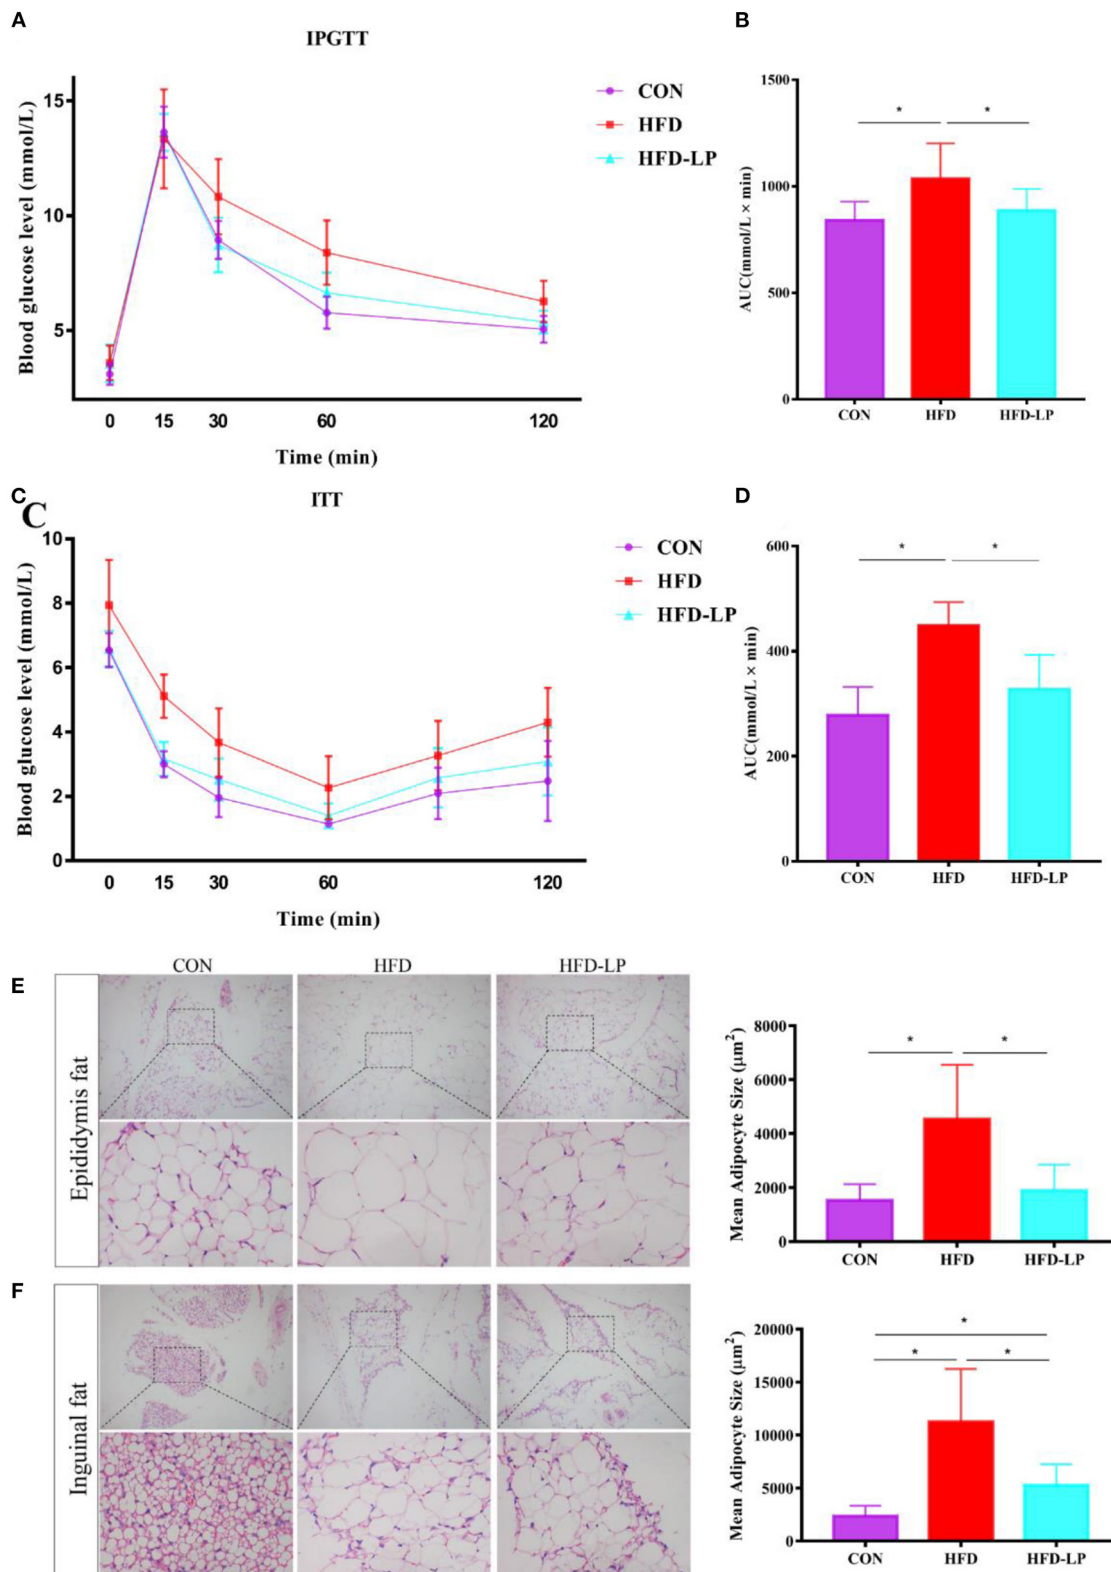 A
IPGTT
Blood glucose level (mmol/L)
15
10
5
0 15 30 60 120
Time (min)
CON
HFD
HFD-LP
B
AUC(mmol/L × min)
1500
1000
500
0
* *
CON HFD HFD-LP
C
C
ITT
Blood glucose level (mmol/L)
10
8
6
4
2
0
0 15 30 60 120
Time (min)
CON
HFD
HFD-LP
D
AUC(mmol/L × min)
600
400
200
0
* *
CON HFD HFD-LP
E
CON HFD HFD-LP
Epididymis fat
Mean Adipocyte Size (µm²)
8000
6000
4000
2000
0
* *
CON HFD HFD-LP
F
Inguinal fat
Mean Adipocyte Size (µm²)
20000
15000
10000
5000
0
*
* *
CON HFD HFD-LP